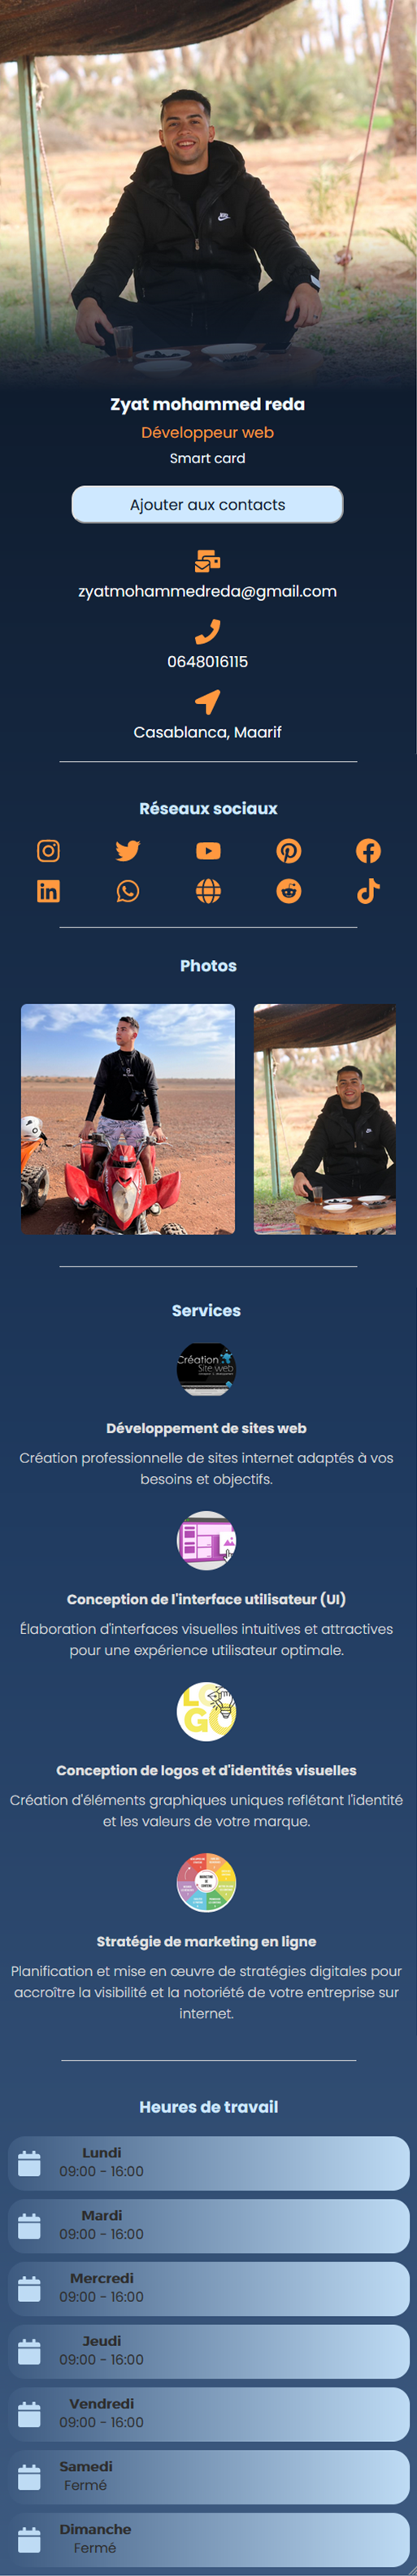 Zyat mohammed reda
Développeur web
Smart card
Ajouter aux contacts
zyatmohammedreda@gmail.com
0648016115
Casablanca, Maarif
Réseaux sociaux
Photos
Services
Création
Site web
Développement de sites web
Création professionnelle de sites internet adaptés à vos
besoins et objectifs.
Conception de l'interface utilisateur (UI)
Élaboration d'interfaces visuelles intuitives et attractives
pour une expérience utilisateur optimale.
LO
GO
Conception de logos et d'identités visuelles
Création d'éléments graphiques uniques reflétant l'identité
et les valeurs de votre marque.
Stratégie de marketing en ligne
Planification et mise en œuvre de stratégies digitales pour
accroître la visibilité et la notoriété de votre entreprise sur
internet.
Heures de travail
Lundi
09:00 - 16:00
Mardi
09:00 - 16:00
Mercredi
09:00 - 16:00
Jeudi
09:00 - 16:00
Vendredi
09:00 - 16:00
Samedi
Fermé
Dimanche
Fermé